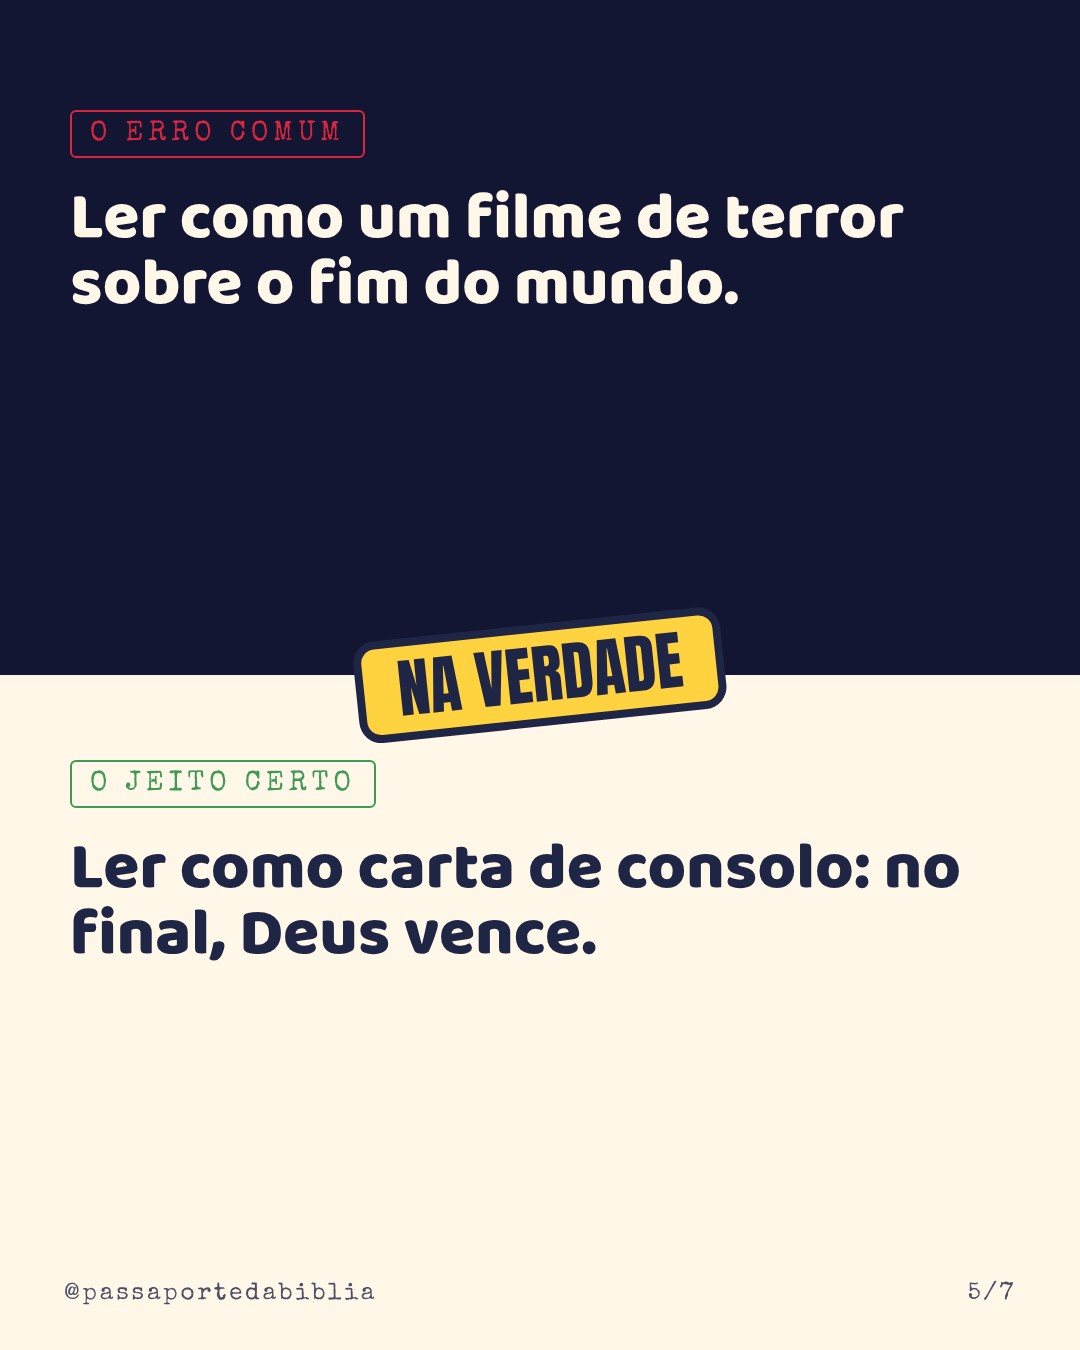 O ERRO COMUM
Ler como um filme de terror
sobre o fim do mundo.
NA VERDADE
O JEITO CERTO
Ler como carta de consolo: no
final, Deus vence.
@passaportedabiblia
5/7